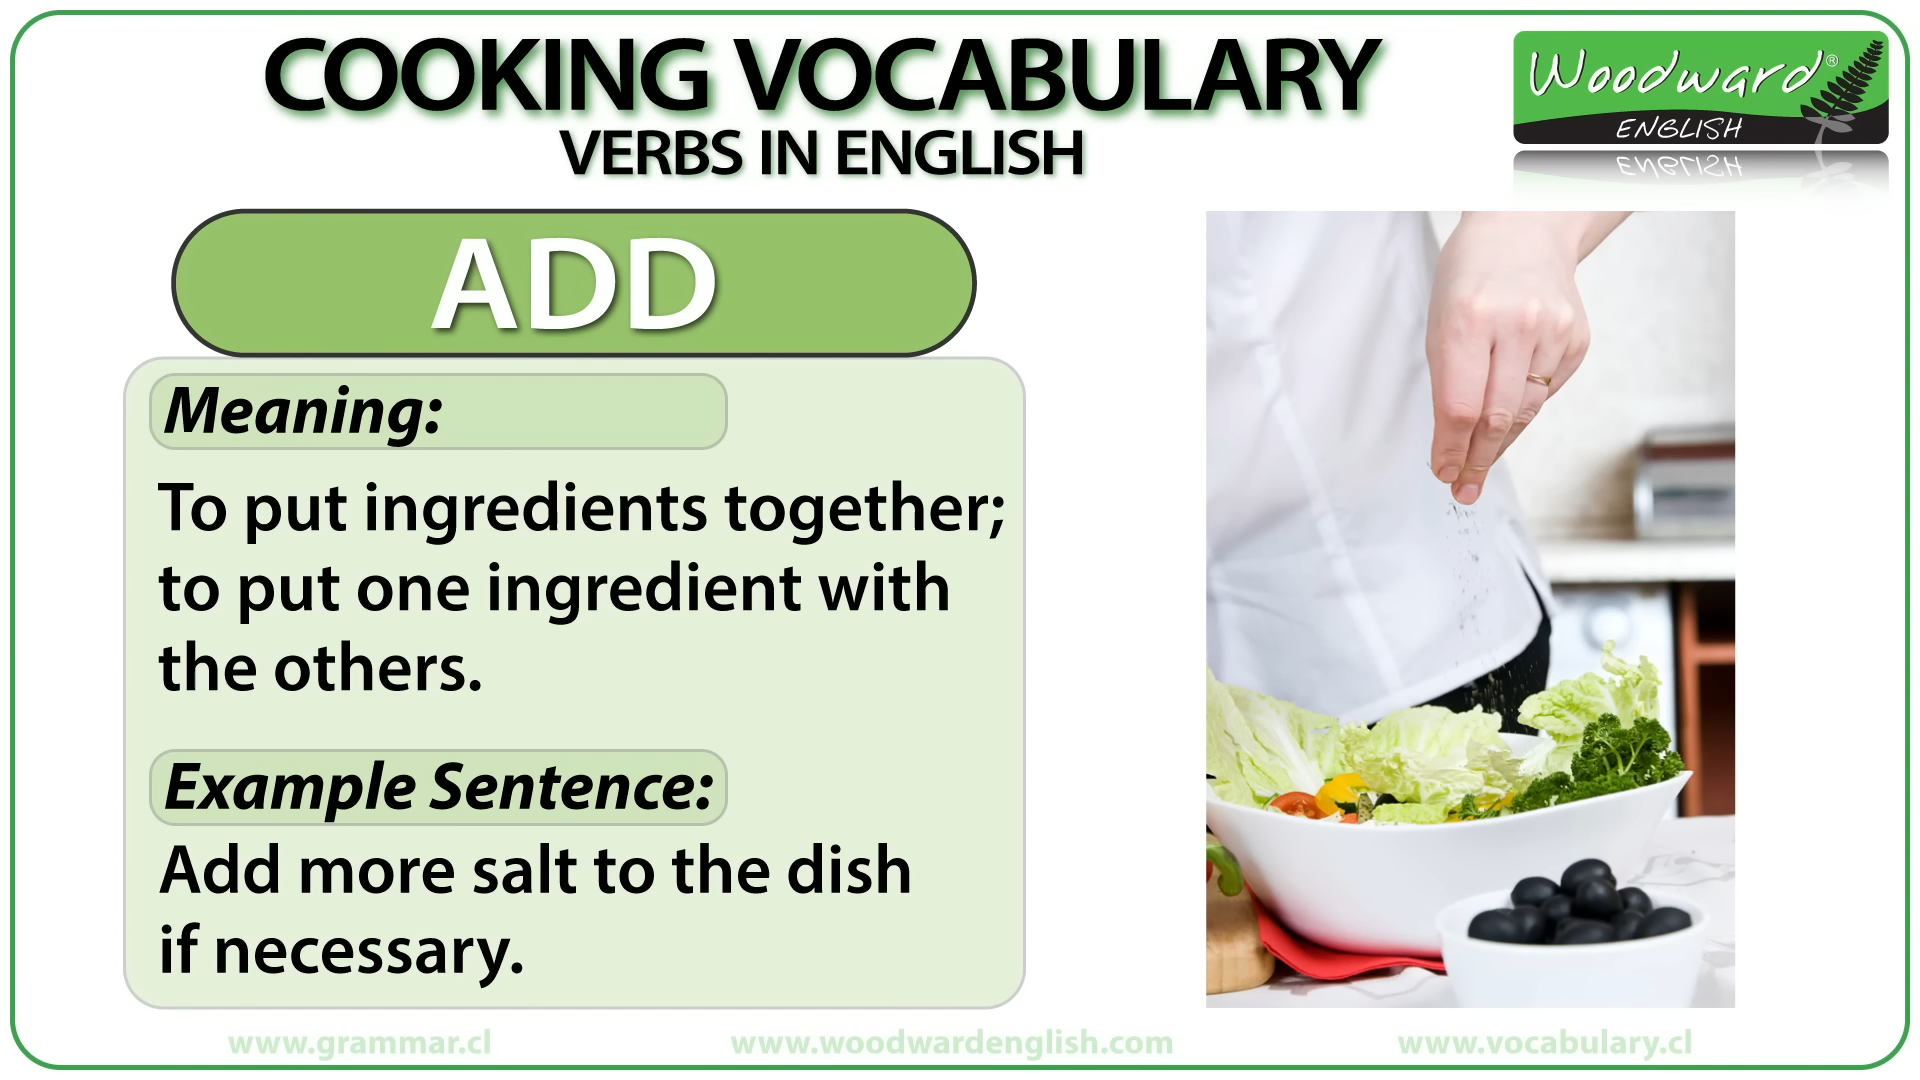 COOKING VOCABULARY
VERBS IN ENGLISH
Woodward®
ENGLISH
ADD
Meaning:
To put ingredients together;
to put one ingredient with
the others.
Example Sentence:
Add more salt to the dish
if necessary.
www.grammar.cl
www.woodwardenglish.com
www.vocabulary.cl